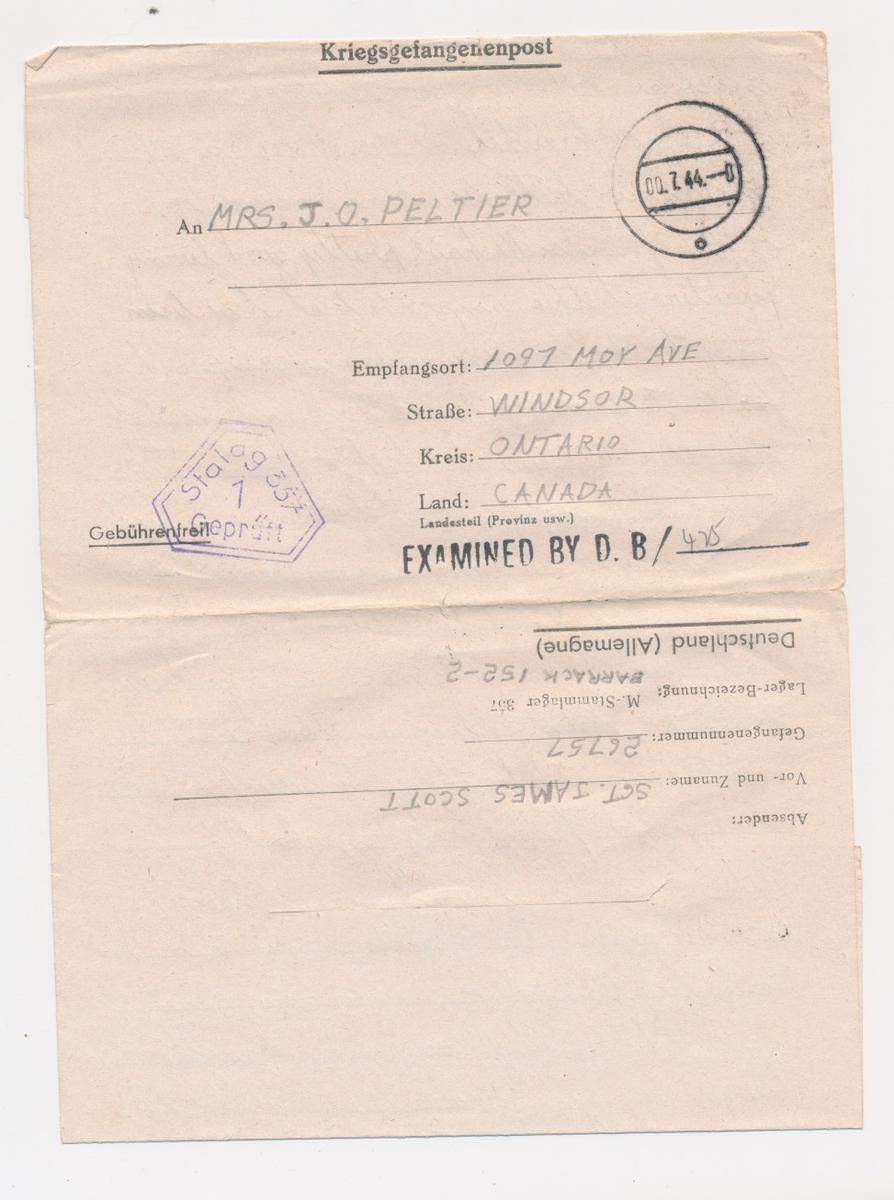 Kriegsgefangenenpost
00.7.44.—0
An MRS. J. O. PELTIER
Empfangsort: 1097 MOY AVE
Straße: WINDSOR
Kreis: ONTARIO
Land: CANADA
Landesteil (Provinz usw.)
Stalag 357
1
Geprüft
Gebührenfrei!
EXAMINED BY D. B/ 425
Absender:
Vor- und Zuname: SGT. JAMES SCOTT
Gefangenennummer: 26757
Lager-Bezeichnung: M.-Stammlager 357
BARRACK 152-2
Deutschland (Allemagne)